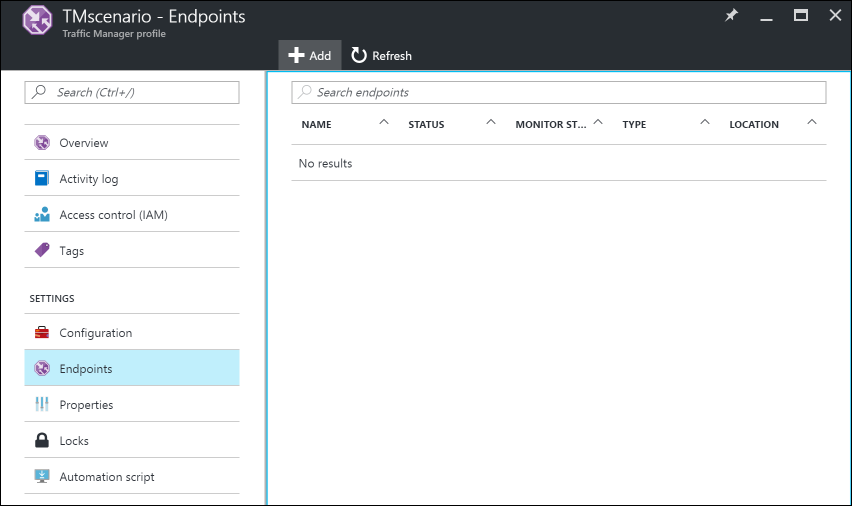 TMscenario - Endpoints
Traffic Manager profile
Add Refresh
Search (Ctrl+/)
Overview
Activity log
Access control (IAM)
Tags
SETTINGS
Configuration
Endpoints
Properties
Locks
Automation script
Search endpoints
NAME STATUS MONITOR ST... TYPE LOCATION
No results